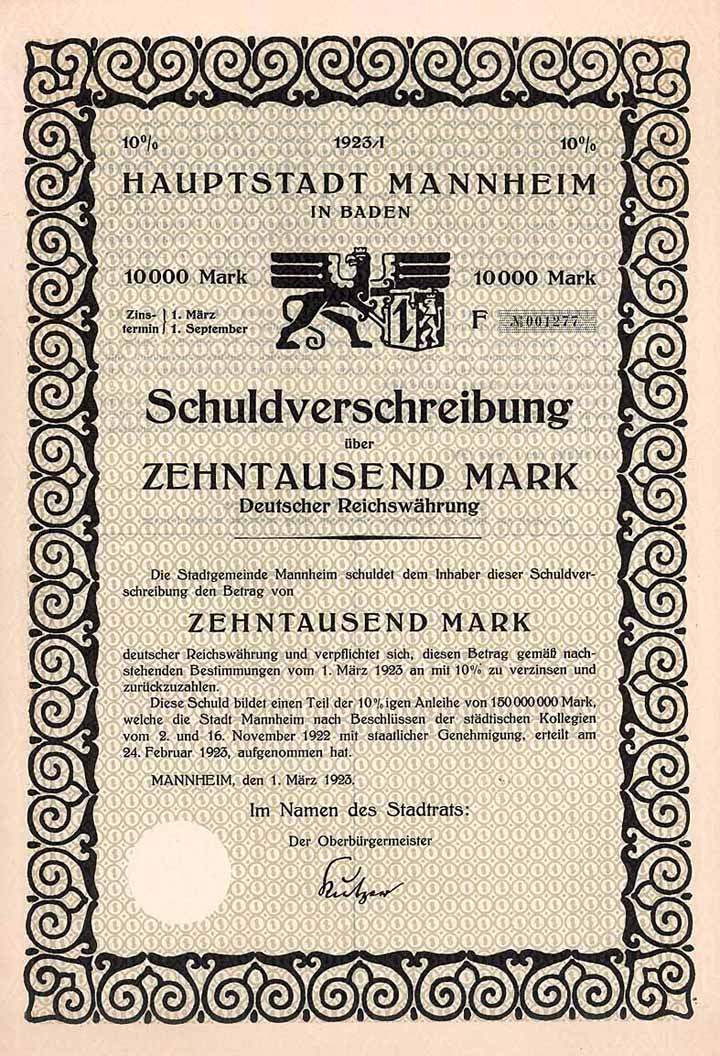 10% 1923/I 10%
HAUPTSTADT MANNHEIM
IN BADEN
10000 Mark 10000 Mark
Zins- 1. März
termin 1. September
F № 001277
Schuldverschreibung
über
ZEHNTAUSEND MARK
Deutscher Reichswährung
Die Stadtgemeinde Mannheim schuldet dem Inhaber dieser Schuldver-
schreibung den Betrag von
ZEHNTAUSEND MARK
deutscher Reichswährung und verpflichtet sich, diesen Betrag gemäß nach-
stehenden Bestimmungen vom 1. März 1923 an mit 10% zu verzinsen und
zurückzuzahlen.
Diese Schuld bildet einen Teil der 10%igen Anleihe von 150 000 000 Mark,
welche die Stadt Mannheim nach Beschlüssen der städtischen Kollegien
vom 2. und 16. November 1922 mit staatlicher Genehmigung, erteilt am
24. Februar 1923, aufgenommen hat.
MANNHEIM, den 1. März 1923.
Im Namen des Stadtrats:
Der Oberbürgermeister
Kutzer